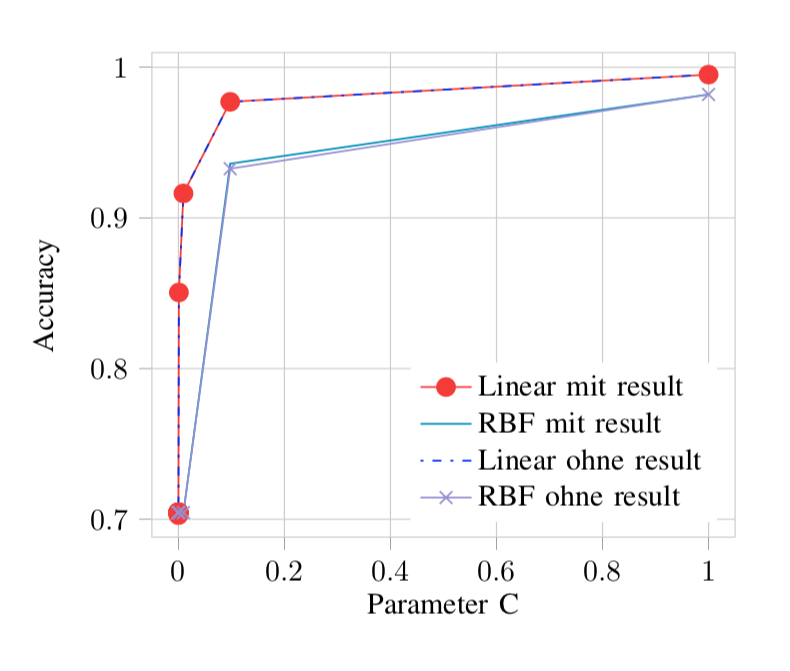 1
0.9
0.8
0.7
Accuracy
Linear mit result
RBF mit result
Linear ohne result
RBF ohne result
0 0.2 0.4 0.6 0.8 1
Parameter C